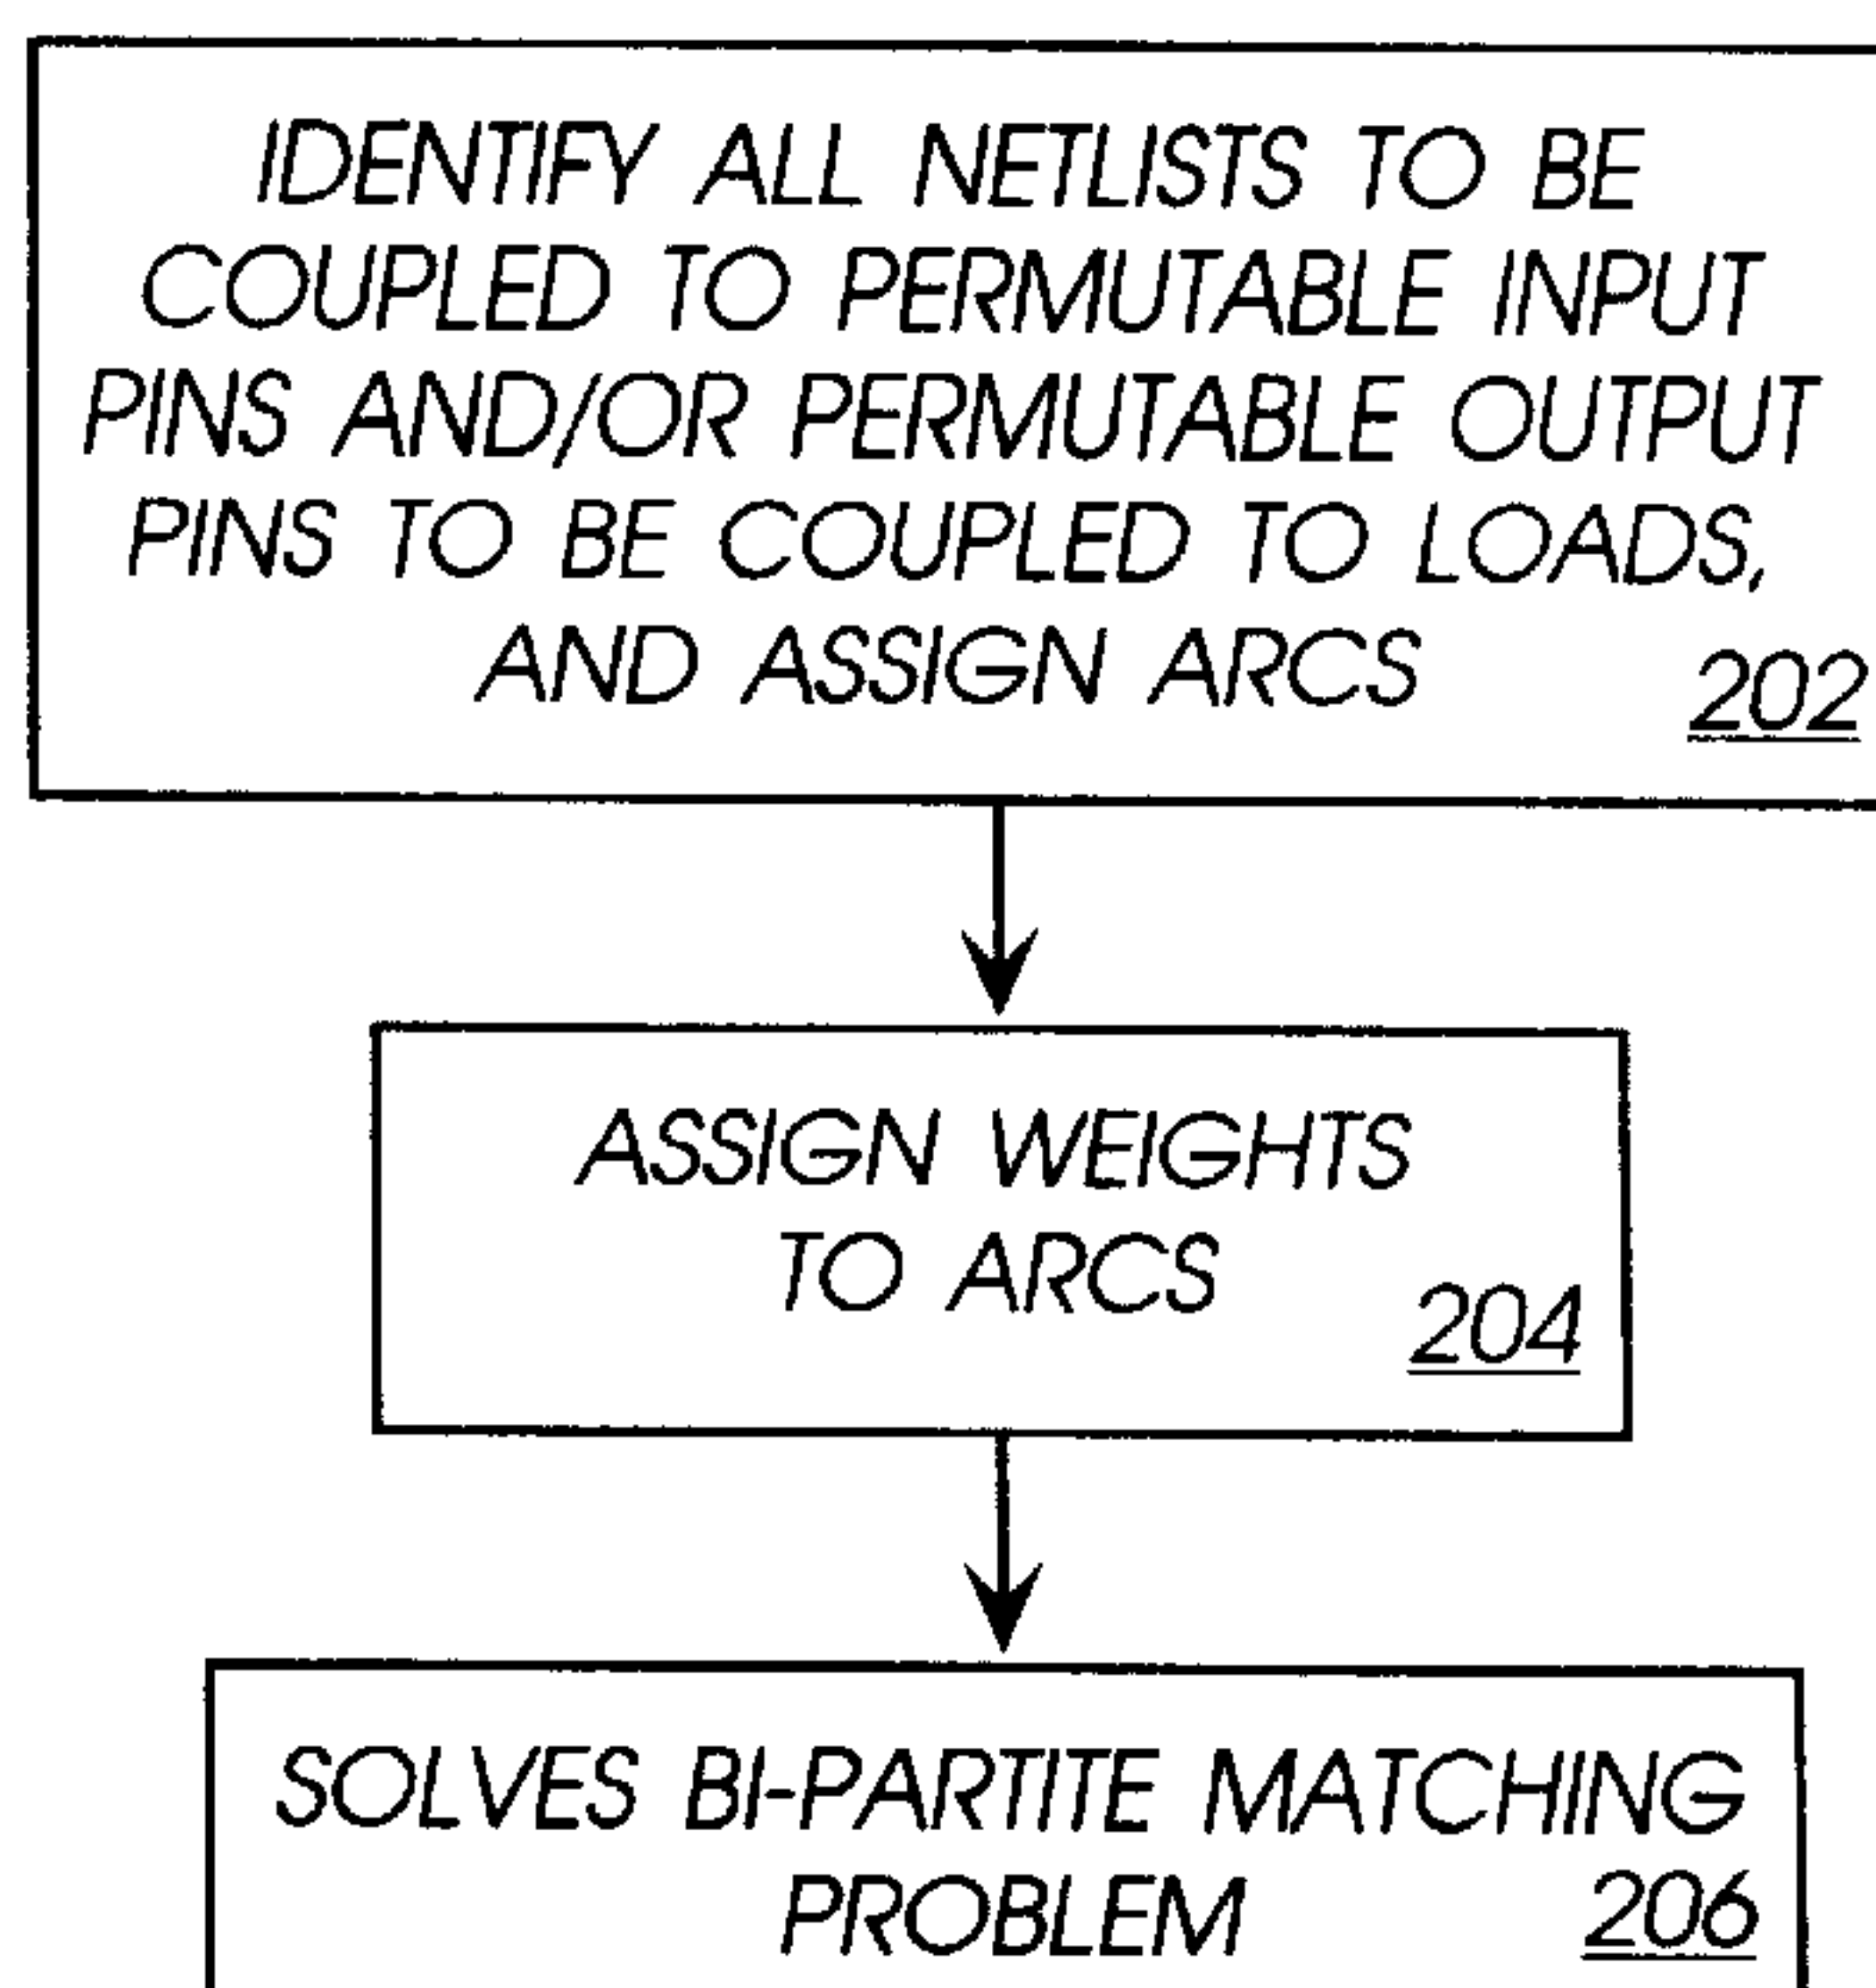 IDENTIFY ALL NETLISTS TO BE
COUPLED TO PERMUTABLE INPUT
PINS AND/OR PERMUTABLE OUTPUT
PINS TO BE COUPLED TO LOADS,
AND ASSIGN ARCS
202
ASSIGN WEIGHTS
TO ARCS
204
SOLVES BI-PARTITE MATCHING
PROBLEM
206